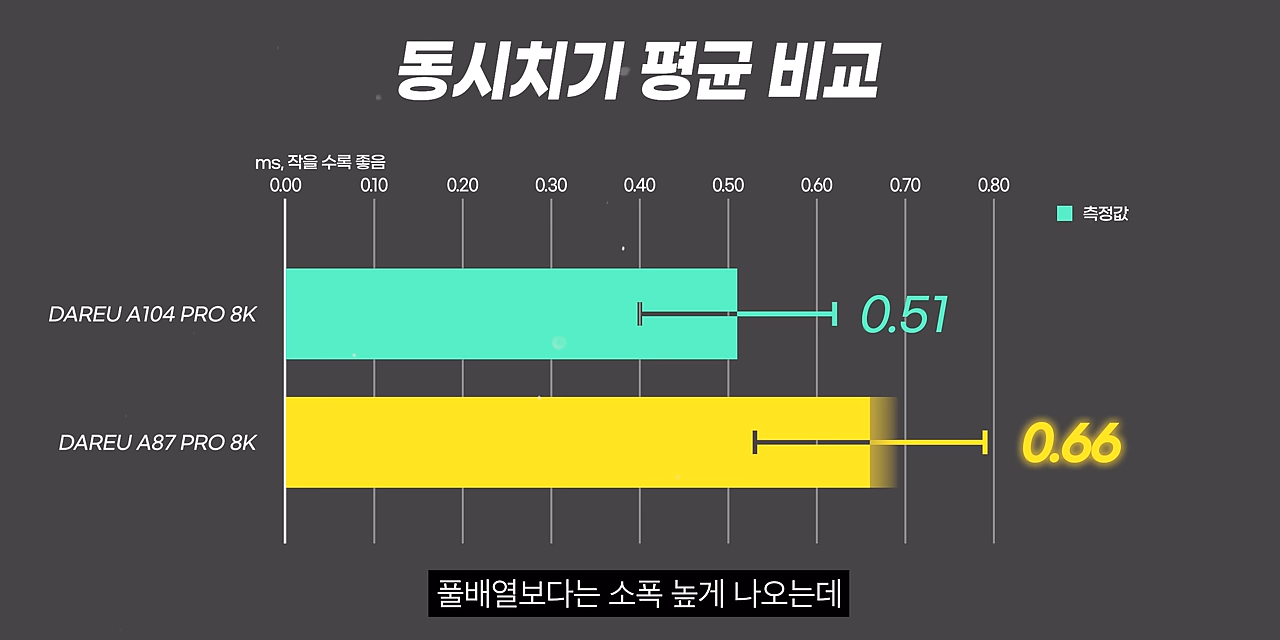 동시치기 평균 비교
ms, 작을 수록 좋음
0.00 0.10 0.20 0.30 0.40 0.50 0.60 0.70 0.80
측정값
DAREU A104 PRO 8K
0.51
DAREU A87 PRO 8K
0.66
풀배열보다는 소폭 높게 나오는데